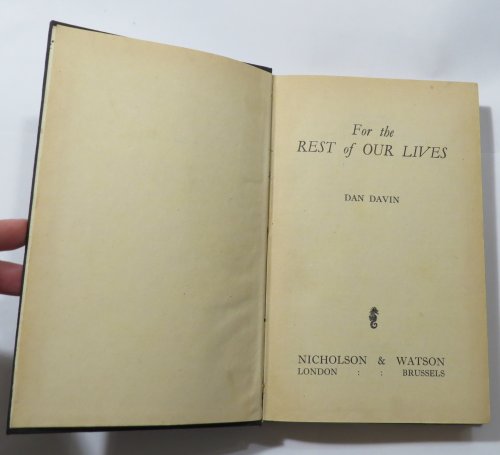 For the
REST of OUR LIVES
DAN DAVIN
NICHOLSON & WATSON
LONDON : : BRUSSELS